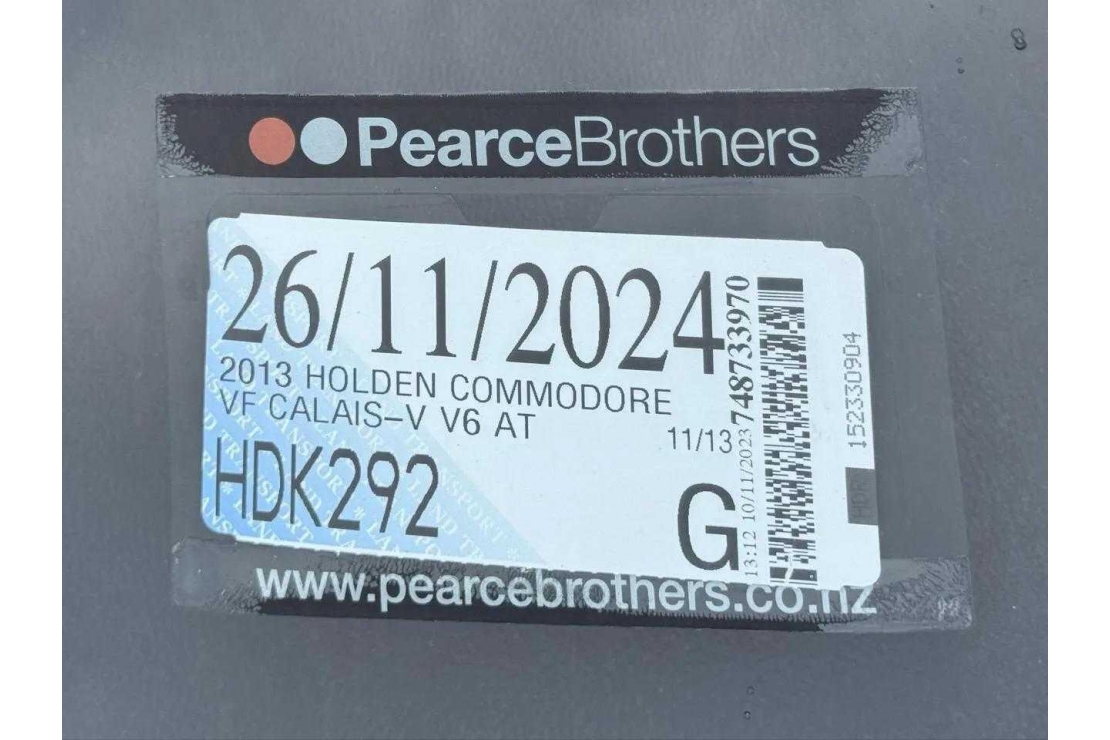 PearceBrothers
26/11/2024
2013 HOLDEN COMMODORE
VF CALAIS-V V6 AT
11/13
HDK292
G
13:12 10/11/2023 748733970
152330904
HDR
www.pearcebrothers.co.nz